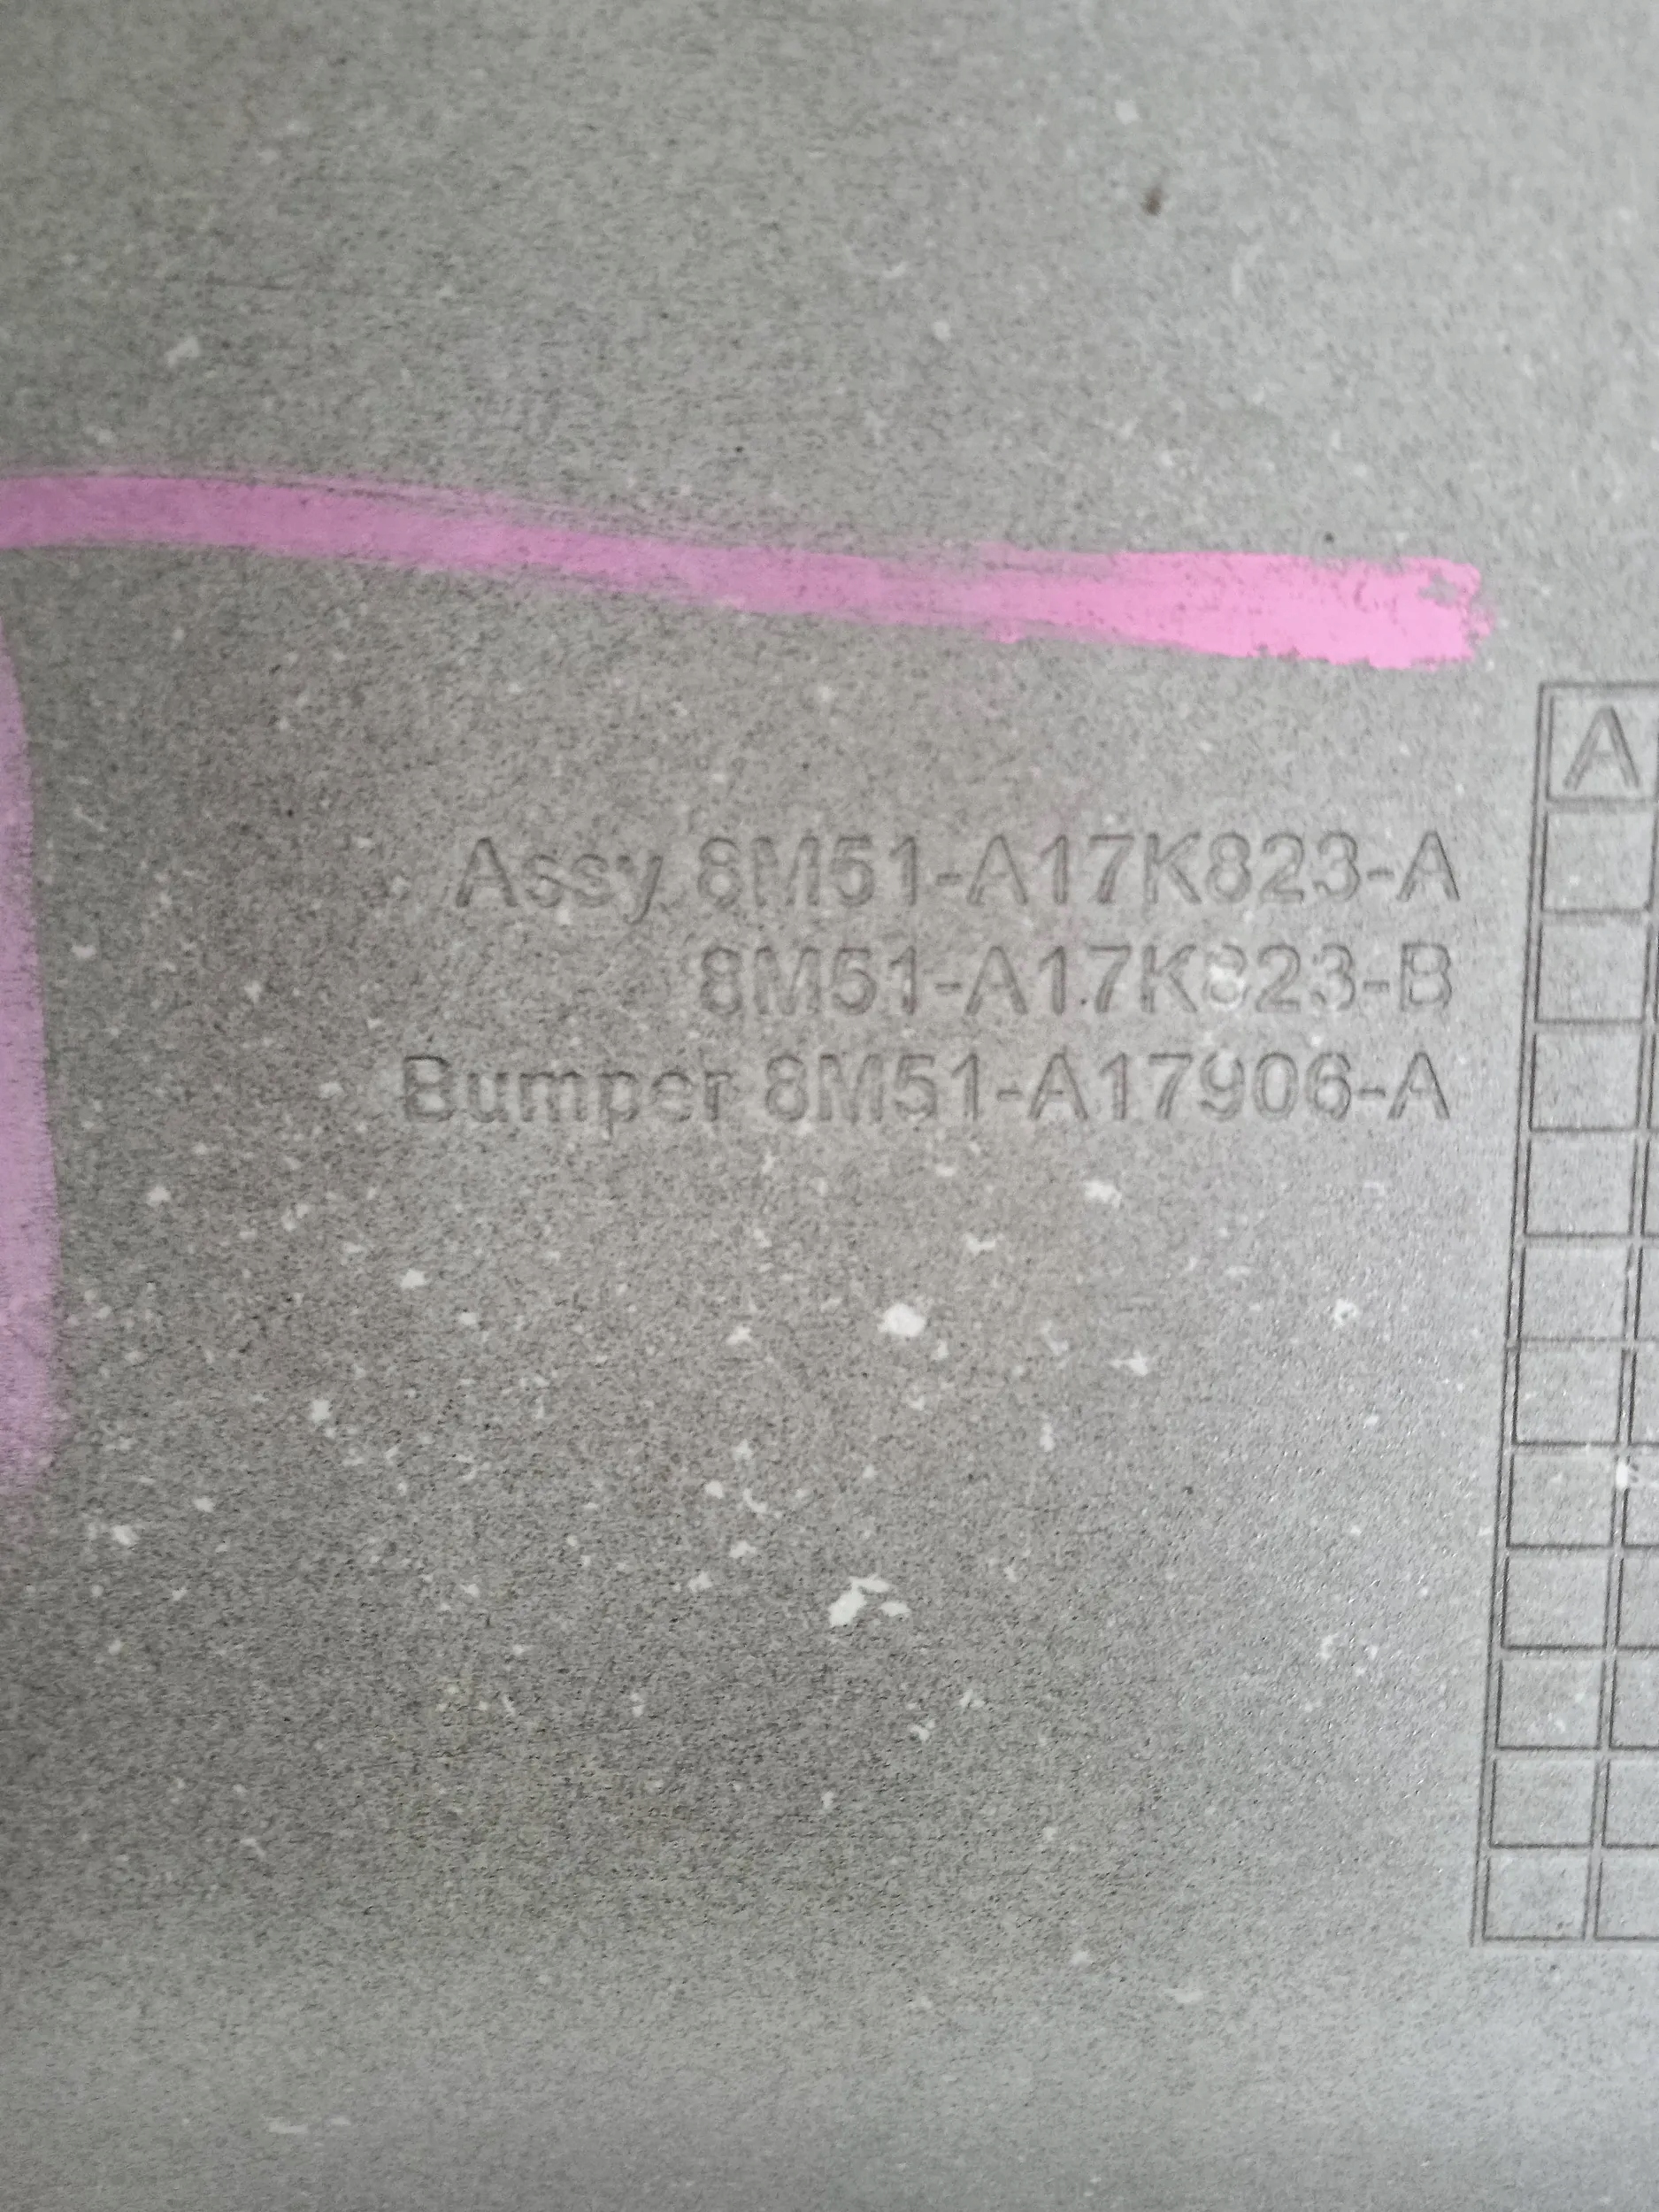 A
Assy 8M51-A17K823-A
8M51-A17K823-B
Bumper 8M51-A17906-A